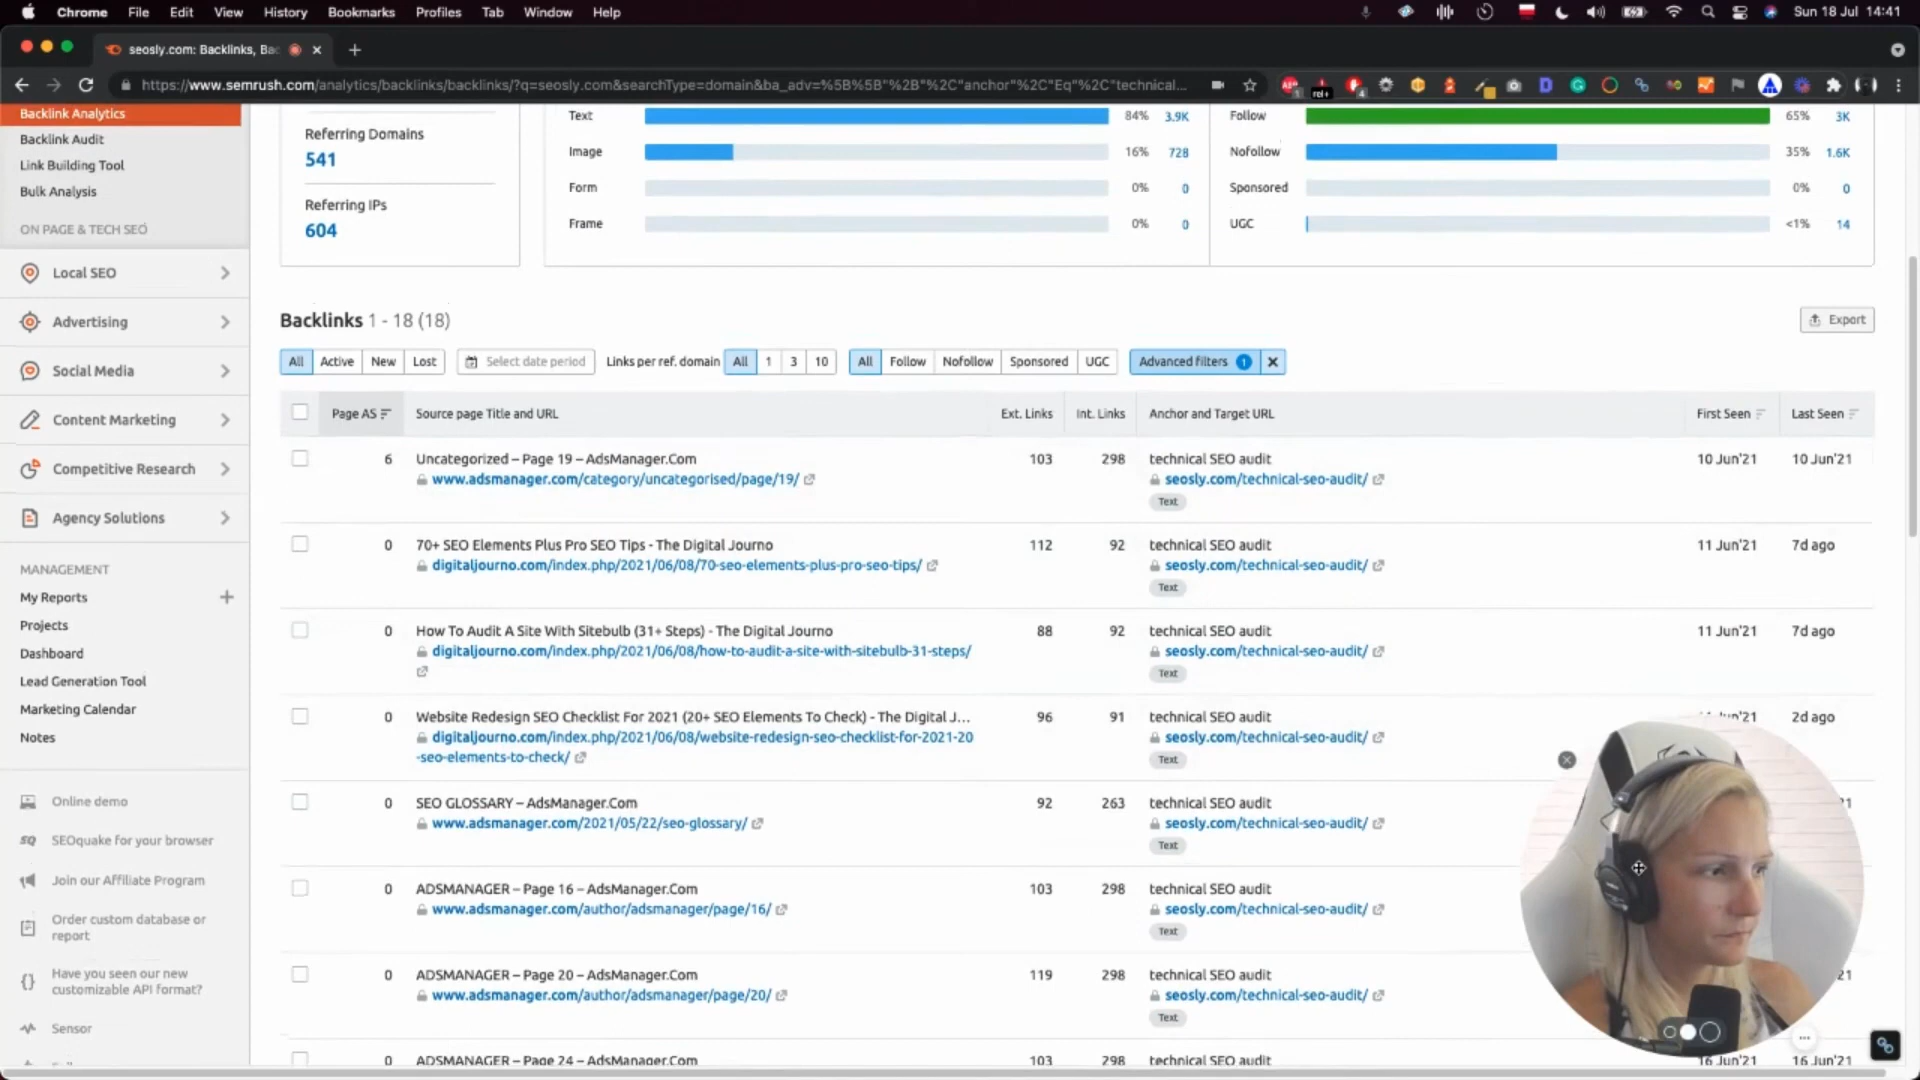 Chrome File Edit View History Bookmarks Profiles Tab Window Help Sun 18 Jul 14:41
seosly.com: Backlinks, Ba
https://www.semrush.com/analytics/backlinks/backlinks/?q=seosly.com&searchType=domain&ba_adv=%5B%5B"%2B"%2C"anchor"%2C"Eq"%2C"technical...
Backlink Analytics
Backlink Audit
Link Building Tool
Bulk Analysis
ON PAGE & TECH SEO
Local SEO
Advertising
Social Media
Content Marketing
Competitive Research
Agency Solutions
MANAGEMENT
My Reports
Projects
Dashboard
Lead Generation Tool
Marketing Calendar
Notes
Online demo
SEOquake for your browser
Join our Affiliate Program
Order custom database or
report
Have you seen our new
customizable API format?
Sensor
Referring Domains
541
Referring IPs
604
Text 84% 3.9K
Image 16% 728
Form 0% 0
Frame 0% 0
Follow 65% 3K
Nofollow 35% 1.6K
Sponsored 0% 0
UGC <1% 14
Backlinks 1 - 18 (18)
Export
All Active New Lost Select date period Links per ref. domain All 1 3 10 All Follow Nofollow Sponsored UGC Advanced filters 1
Page AS Source page Title and URL Ext. Links Int. Links Anchor and Target URL First Seen Last Seen
6 Uncategorized – Page 19 – AdsManager.Com 103 298 technical SEO audit 10 Jun'21 10 Jun'21
www.adsmanager.com/category/uncategorised/page/19/ seosly.com/technical-seo-audit/
Text
0 70+ SEO Elements Plus Pro SEO Tips - The Digital Journo 112 92 technical SEO audit 11 Jun'21 7d ago
digitaljourno.com/index.php/2021/06/08/70-seo-elements-plus-pro-seo-tips/ seosly.com/technical-seo-audit/
Text
0 How To Audit A Site With Sitebulb (31+ Steps) - The Digital Journo 88 92 technical SEO audit 11 Jun'21 7d ago
digitaljourno.com/index.php/2021/06/08/how-to-audit-a-site-with-sitebulb-31-steps/ seosly.com/technical-seo-audit/
Text
0 Website Redesign SEO Checklist For 2021 (20+ SEO Elements To Check) - The Digital J... 96 91 technical SEO audit 2d ago
digitaljourno.com/index.php/2021/06/08/website-redesign-seo-checklist-for-2021-20 seosly.com/technical-seo-audit/
-seo-elements-to-check/
Text
0 SEO GLOSSARY – AdsManager.Com 92 263 technical SEO audit
www.adsmanager.com/2021/05/22/seo-glossary/ seosly.com/technical-seo-audit/
Text
0 ADSMANAGER – Page 16 – AdsManager.Com 103 298 technical SEO audit
www.adsmanager.com/author/adsmanager/page/16/ seosly.com/technical-seo-audit/
Text
0 ADSMANAGER – Page 20 – AdsManager.Com 119 298 technical SEO audit
www.adsmanager.com/author/adsmanager/page/20/ seosly.com/technical-seo-audit/
Text
0 ADSMANAGER – Page 24 – AdsManager.Com 103 298 technical SEO audit 16 Jun'21 16 Jun'21